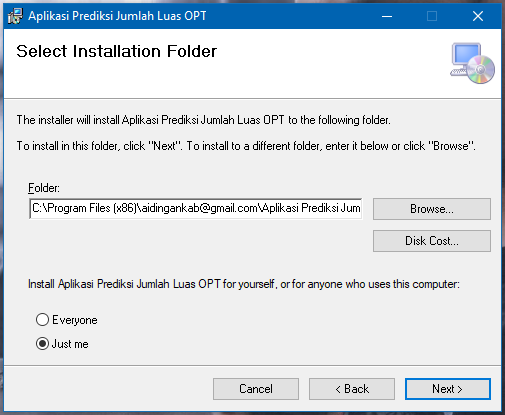 Aplikasi Prediksi Jumlah Luas OPT
Select Installation Folder
The installer will install Aplikasi Prediksi Jumlah Luas OPT to the following folder.
To install in this folder, click "Next". To install to a different folder, enter it below or click "Browse".
Folder:
C:\Program Files (x86)\aidingankab@gmail.com\Aplikasi Prediksi Jum
Browse...
Disk Cost...
Install Aplikasi Prediksi Jumlah Luas OPT for yourself, or for anyone who uses this computer:
Everyone
Just me
Cancel
< Back
Next >